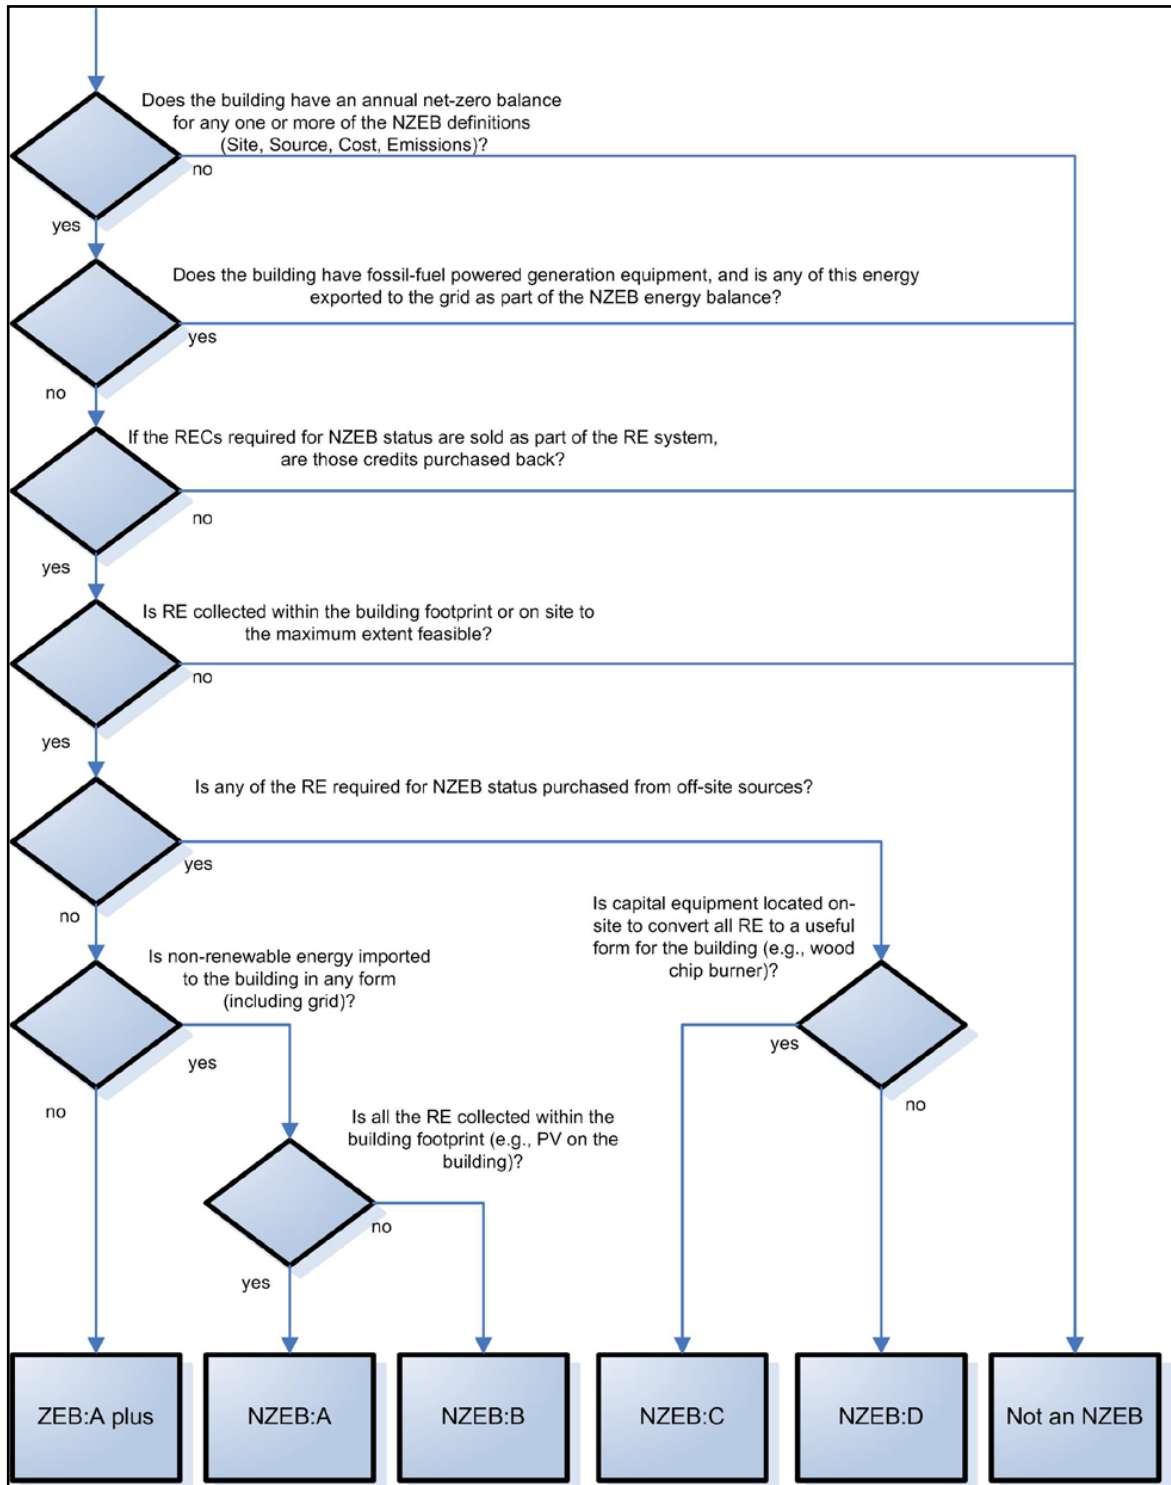 Does the building have an annual net-zero balance
for any one or more of the NZEB definitions
(Site, Source, Cost, Emissions)?
no
yes
Does the building have fossil-fuel powered generation equipment, and is any of this energy
exported to the grid as part of the NZEB energy balance?
yes
no
If the RECs required for NZEB status are sold as part of the RE system,
are those credits purchased back?
no
yes
Is RE collected within the building footprint or on site to
the maximum extent feasible?
no
yes
Is any of the RE required for NZEB status purchased from off-site sources?
yes
no
Is capital equipment located on-
site to convert all RE to a useful
form for the building (e.g., wood
chip burner)?
yes
no
Is non-renewable energy imported
to the building in any form
(including grid)?
yes
no
Is all the RE collected within the
building footprint (e.g., PV on the
building)?
no
yes
ZEB:A plus
NZEB:A
NZEB:B
NZEB:C
NZEB:D
Not an NZEB